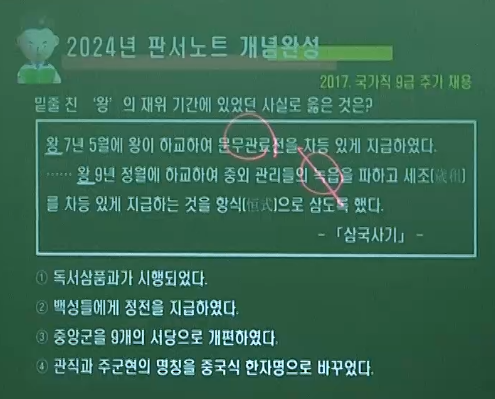 2024년 판서노트 개념완성
2017. 국가직 9급 추가 채용
밑줄 친 '왕'의 재위 기간에 있었던 사실로 옳은 것은?
왕 7년 5월에 왕이 하교하여 문무관료전을 차등 있게 지급하였다.
…… 왕 9년 정월에 하교하여 중외 관리들의 녹읍을 파하고 세조(歲租)
를 차등 있게 지급하는 것을 항식(恒式)으로 삼도록 했다.
- 「삼국사기」 -
① 독서삼품과가 시행되었다.
② 백성들에게 정전을 지급하였다.
③ 중앙군을 9개의 서당으로 개편하였다.
④ 관직과 주군현의 명칭을 중국식 한자명으로 바꾸었다.